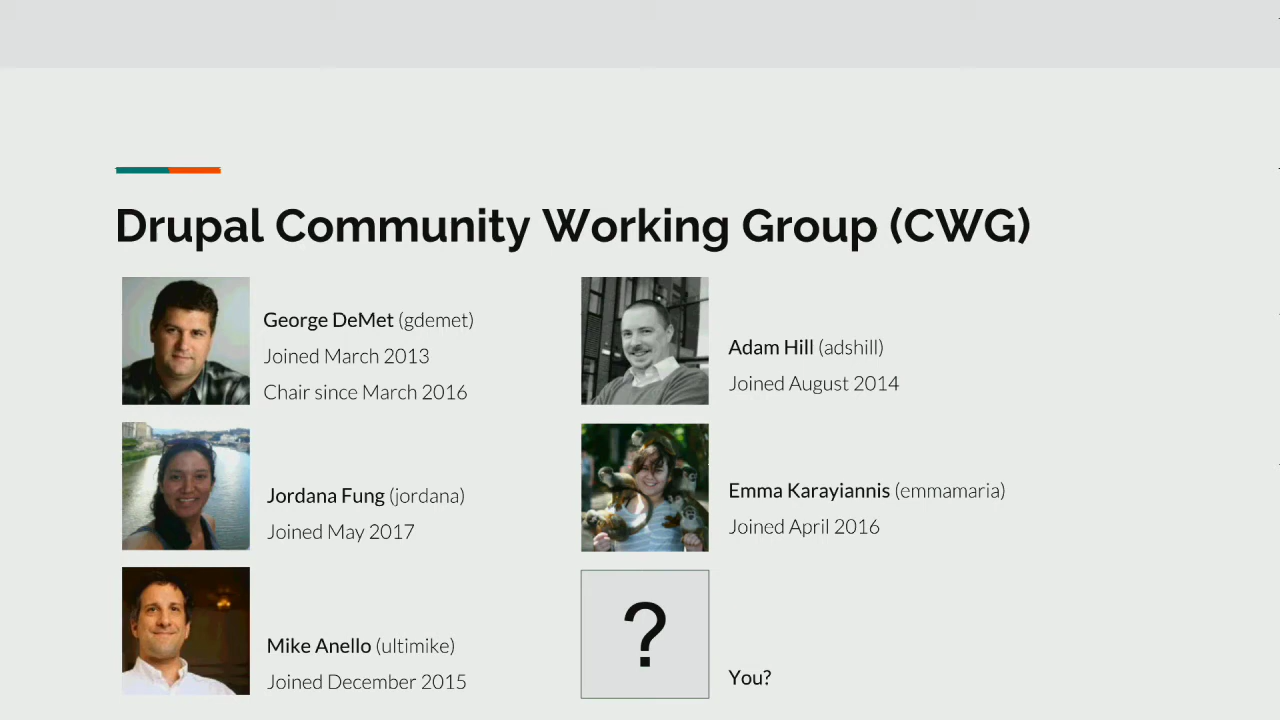 Drupal Community Working Group (CWG)
George DeMet (gdemet)
Joined March 2013
Chair since March 2016
Adam Hill (adshill)
Joined August 2014
Jordana Fung (jordana)
Joined May 2017
Emma Karayiannis (emmamaria)
Joined April 2016
Mike Anello (ultimike)
Joined December 2015
?
You?